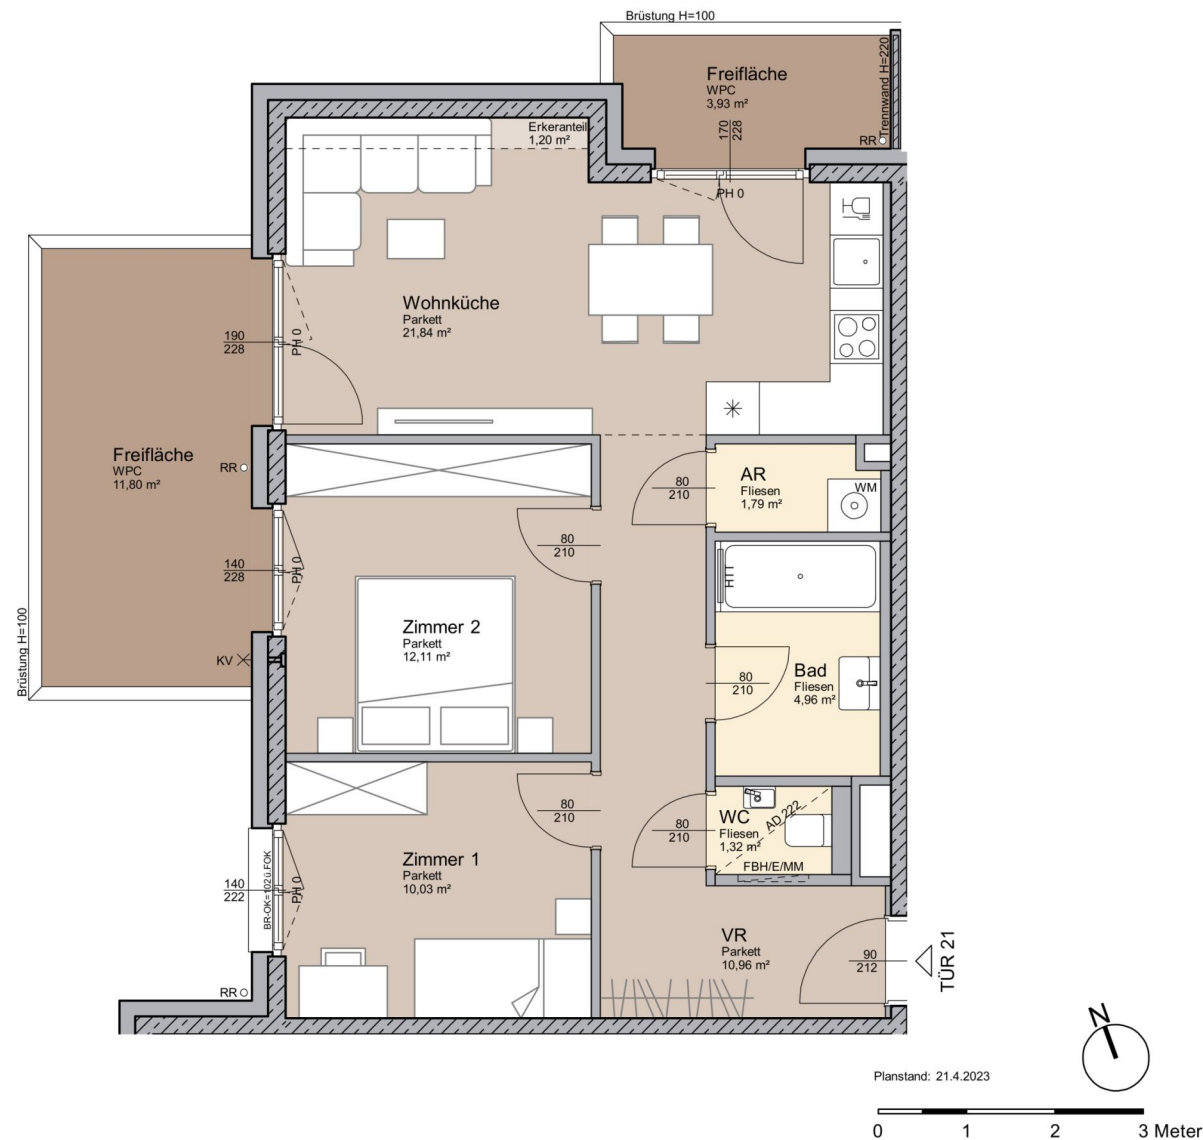 Brüstung H=100
Freifläche
WPC
3,93 m²
Trennwand H=220
RR
170
228
PH 0
Erkeranteil
1,20 m²
Wohnküche
Parkett
21,84 m²
190
228
PH 0
Freifläche
WPC
11,80 m²
RR
140
228
PH 0
KV
Brüstung H=100
80
210
AR
Fliesen
1,79 m²
WM
80
210
HTT
Zimmer 2
Parkett
12,11 m²
Bad
Fliesen
4,96 m²
80
210
80
210
80
210
WC
Fliesen
1,32 m²
AD 222
FBH/E/MM
Zimmer 1
Parkett
10,03 m²
140
222
BR-OK=102ü.FOK
PH 0
RR
VR
Parkett
10,96 m²
90
212
TÜR 21
N
Planstand: 21.4.2023
0 1 2 3 Meter